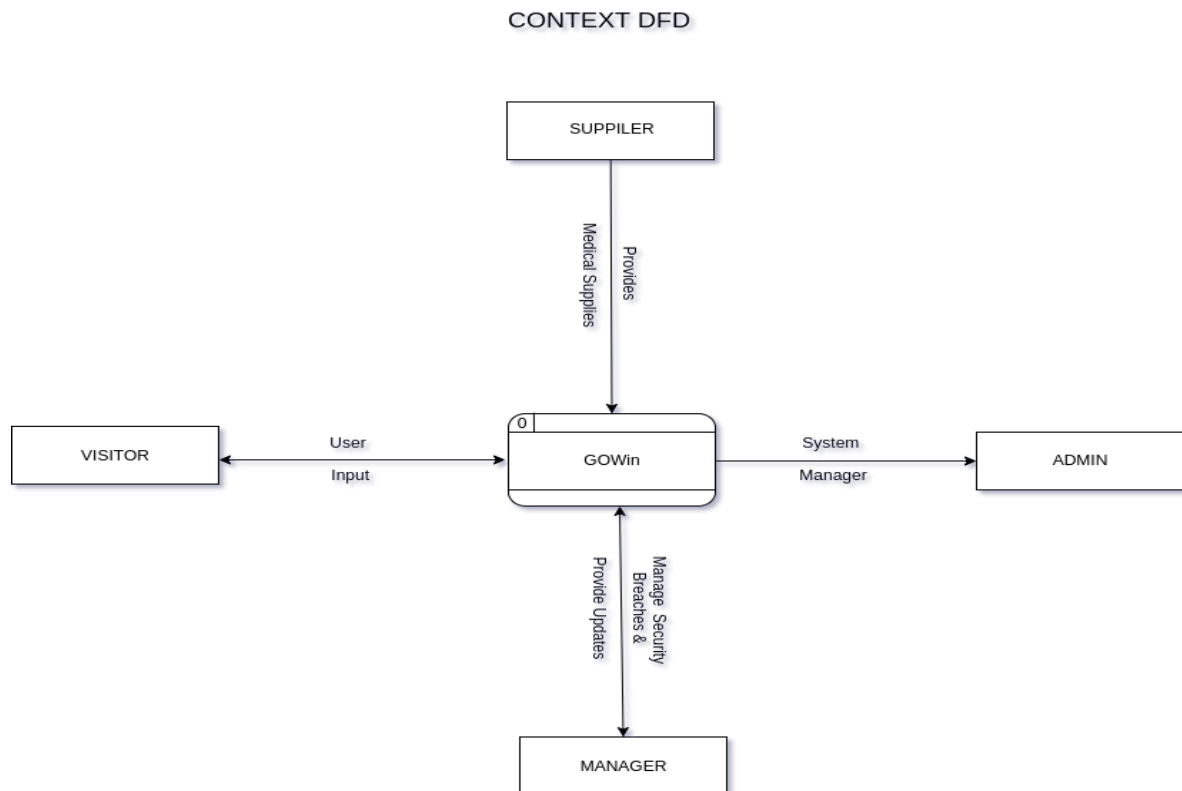 CONTEXT DFD
SUPPILER
Provides
Medical Supplies
0
GOWin
VISITOR
User
Input
System
Manager
ADMIN
Manage Security
Breaches &
Provide Updates
MANAGER